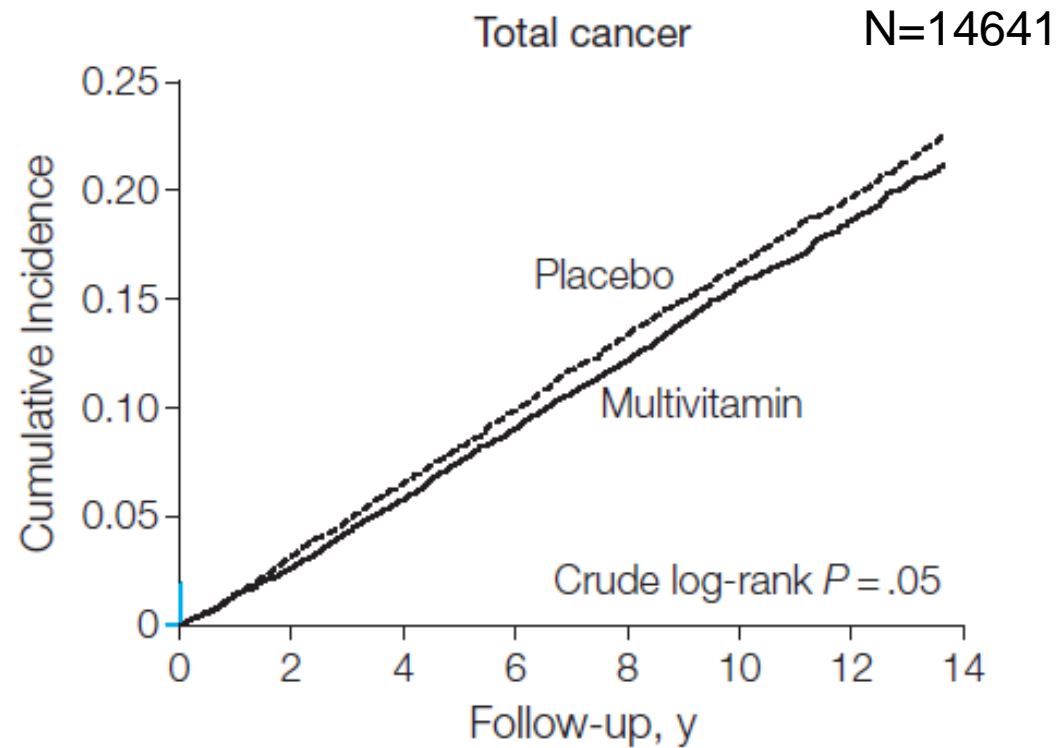 Total cancer
N=14641
Cumulative Incidence
0.25
0.20
0.15
0.10
0.05
0
Placebo
Multivitamin
Crude log-rank P = .05
0 2 4 6 8 10 12 14
Follow-up, y